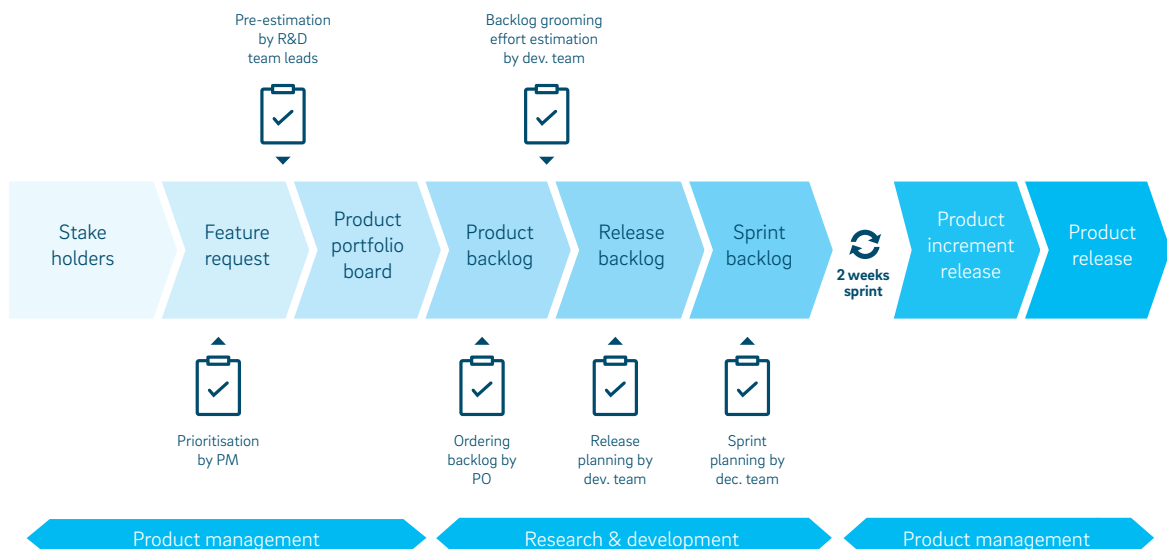 Pre-estimation
by R&D
team leads
Backlog grooming
effort estimation
by dev. team
Stake
holders
Feature
request
Product
portfolio
board
Product
backlog
Release
backlog
Sprint
backlog
2 weeks
sprint
Product
increment
release
Product
release
Prioritisation
by PM
Ordering
backlog by
PO
Release
planning by
dev. team
Sprint
planning by
dec. team
Product management
Research & development
Product management